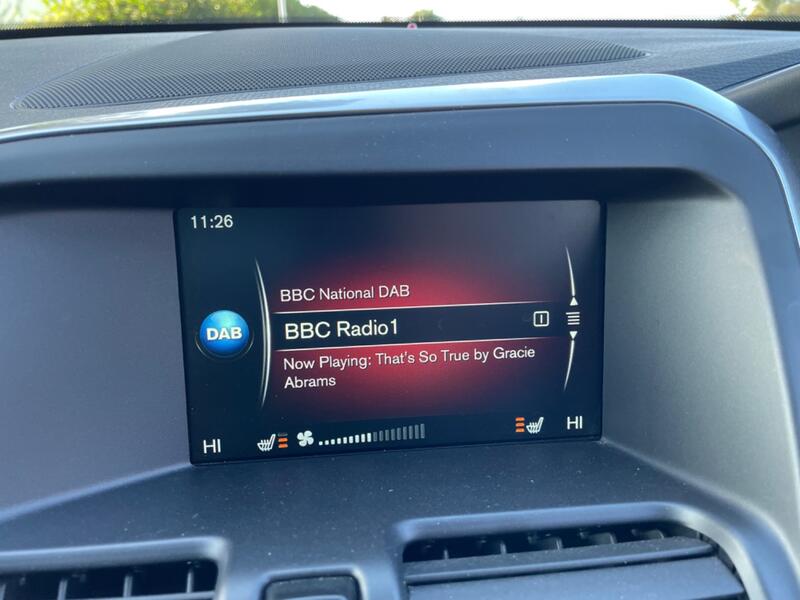 11:26
BBC National DAB
DAB
BBC Radio1
Now Playing: That's So True by Gracie
Abrams
HI
HI